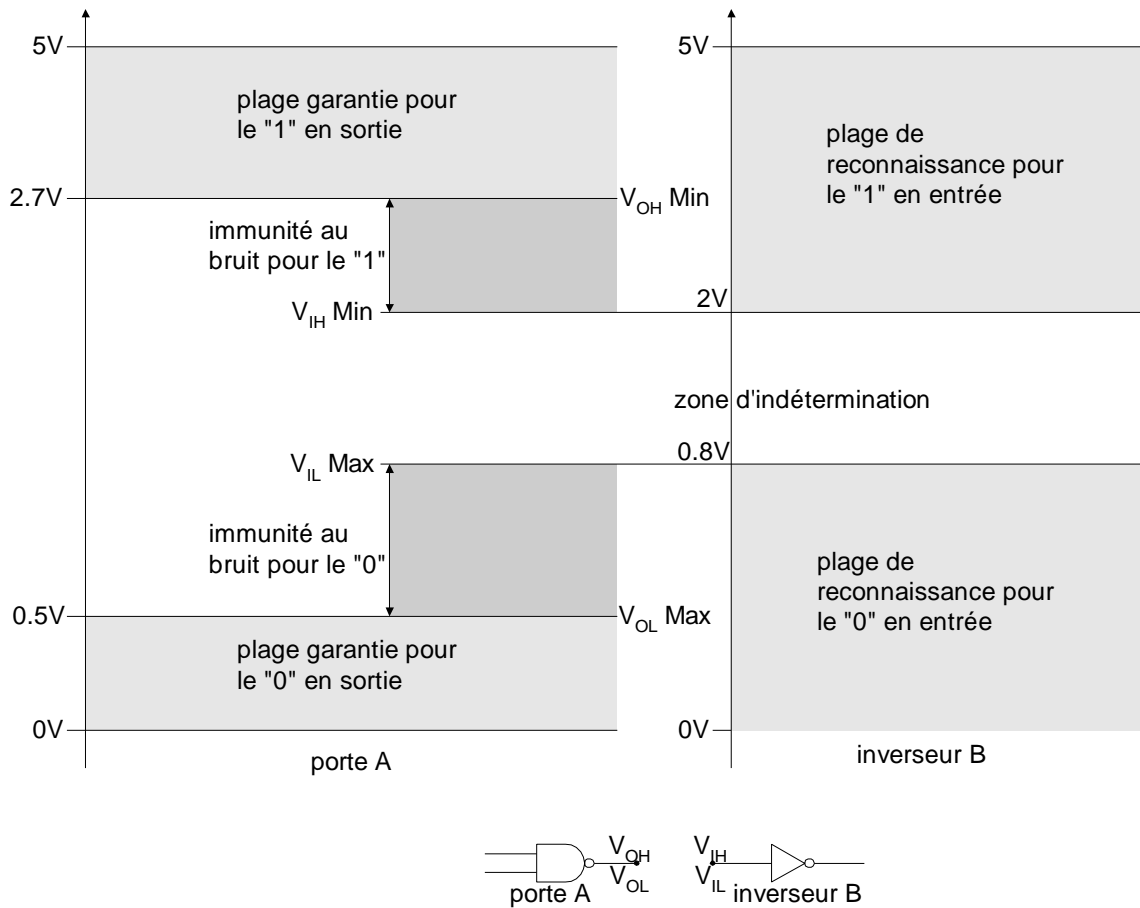 5V
plage garantie pour
le "1" en sortie
2.7V
V_OH Min
immunité au
bruit pour le "1"
V_IH Min
V_IL Max
immunité au
bruit pour le "0"
0.5V
V_OL Max
plage garantie pour
le "0" en sortie
0V
porte A
5V
plage de
reconnaissance pour
le "1" en entrée
2V
zone d'indétermination
0.8V
plage de
reconnaissance pour
le "0" en entrée
0V
inverseur B
V_OH
V_OL
porte A
V_IH
V_IL
inverseur B